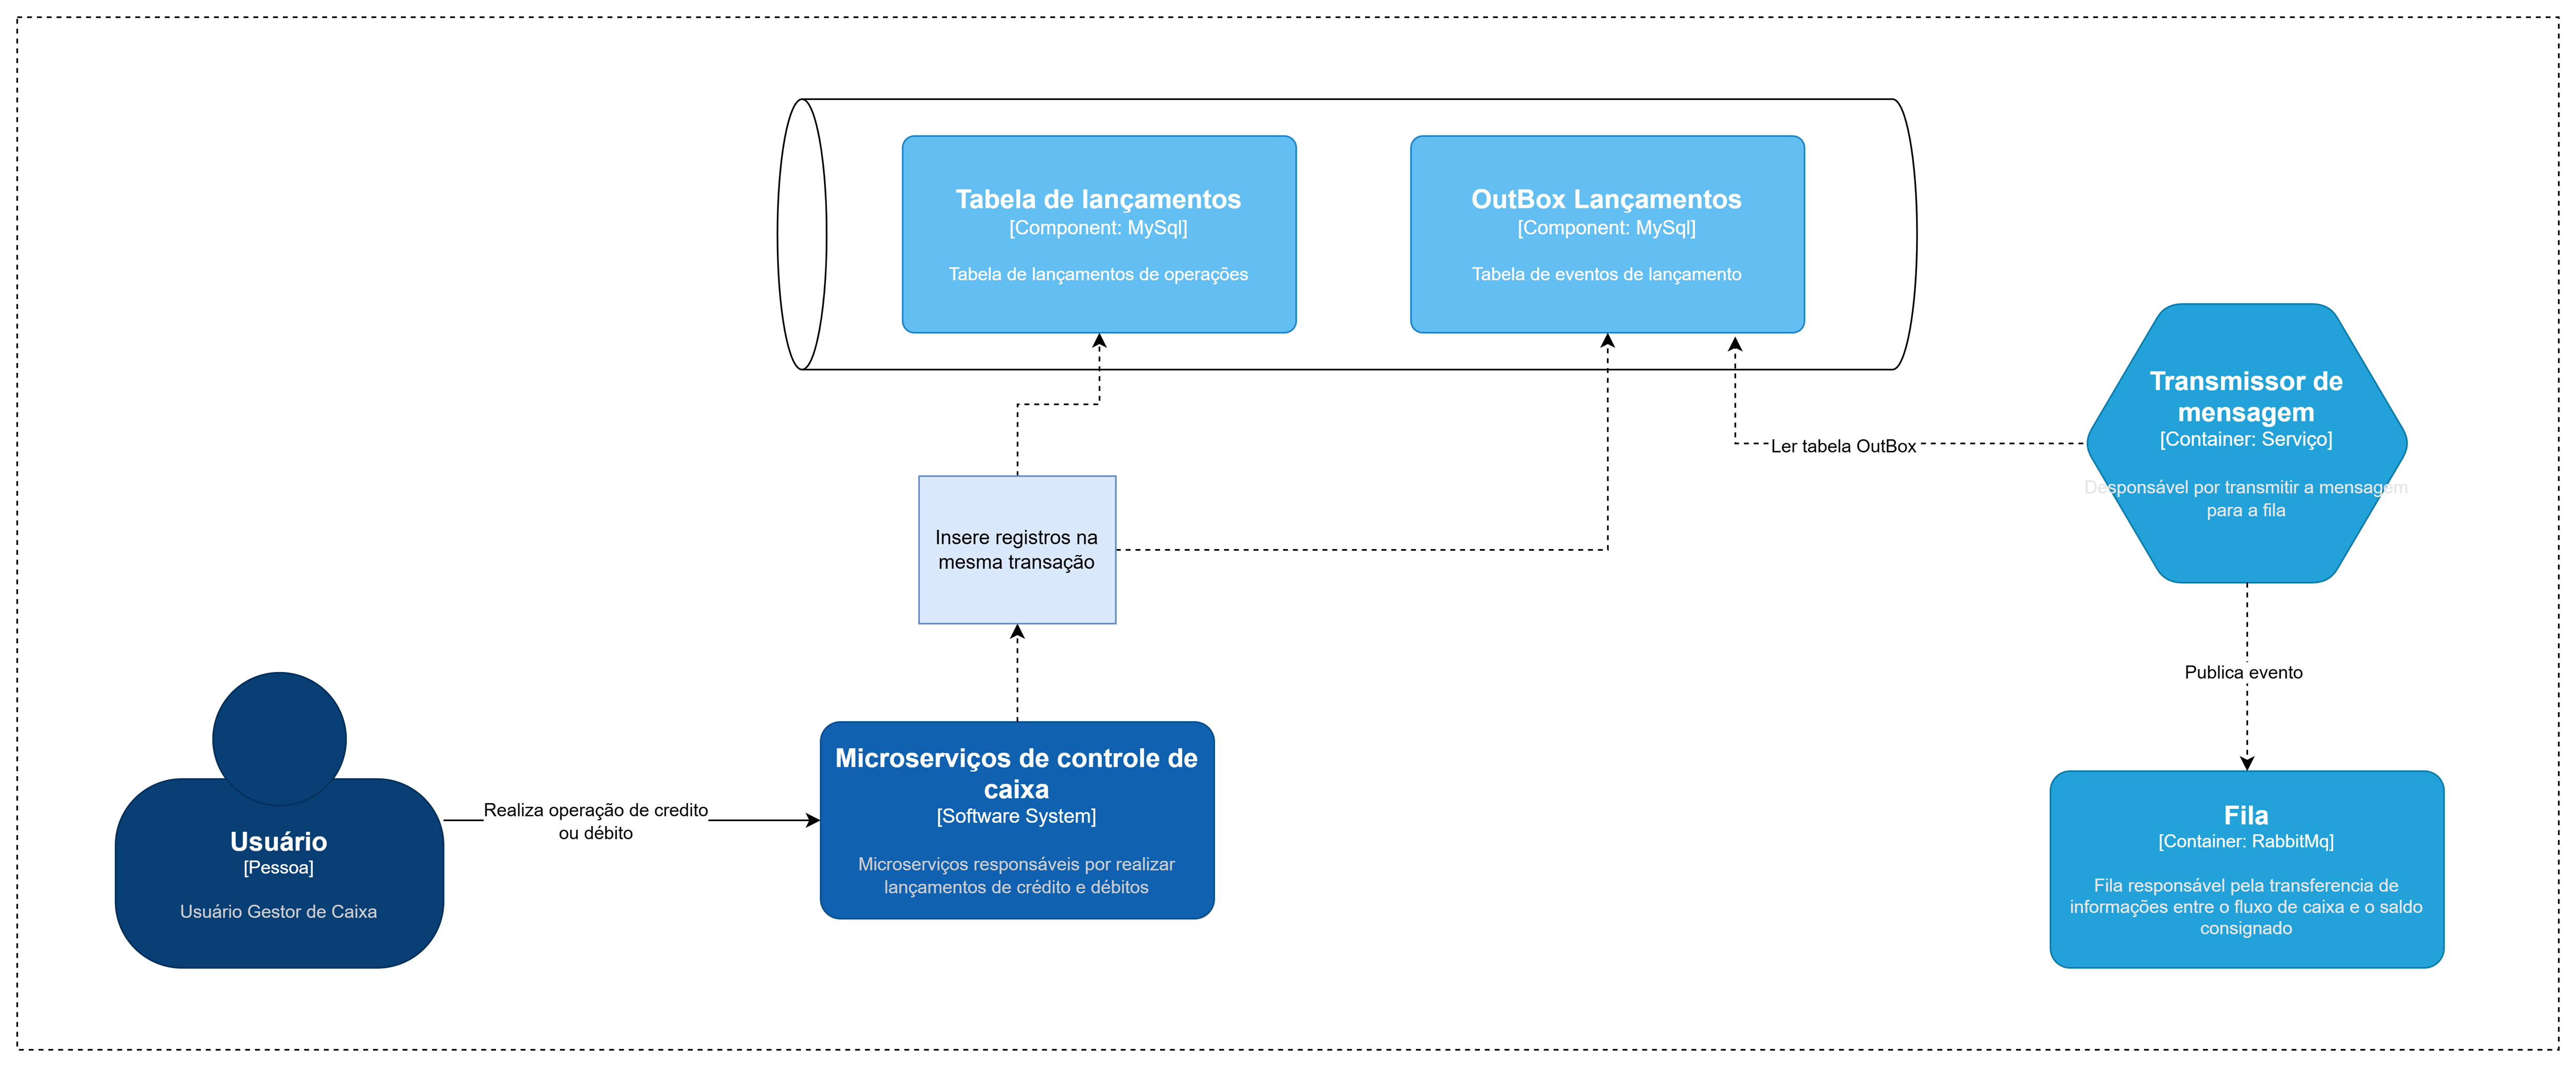 Tabela de lançamentos
[Component: MySql]
Tabela de lançamentos de operações
OutBox Lançamentos
[Component: MySql]
Tabela de eventos de lançamento
Transmissor de
mensagem
[Container: Serviço]
Desponsável por transmitir a mensagem
para a fila
Ler tabela OutBox
Insere registros na
mesma transação
Publica evento
Usuário
[Pessoa]
Usuário Gestor de Caixa
Realiza operação de credito
ou débito
Microserviços de controle de
caixa
[Software System]
Microserviços responsáveis por realizar
lançamentos de crédito e débitos
Fila
[Container: RabbitMq]
Fila responsável pela transferencia de
informações entre o fluxo de caixa e o saldo
consignado